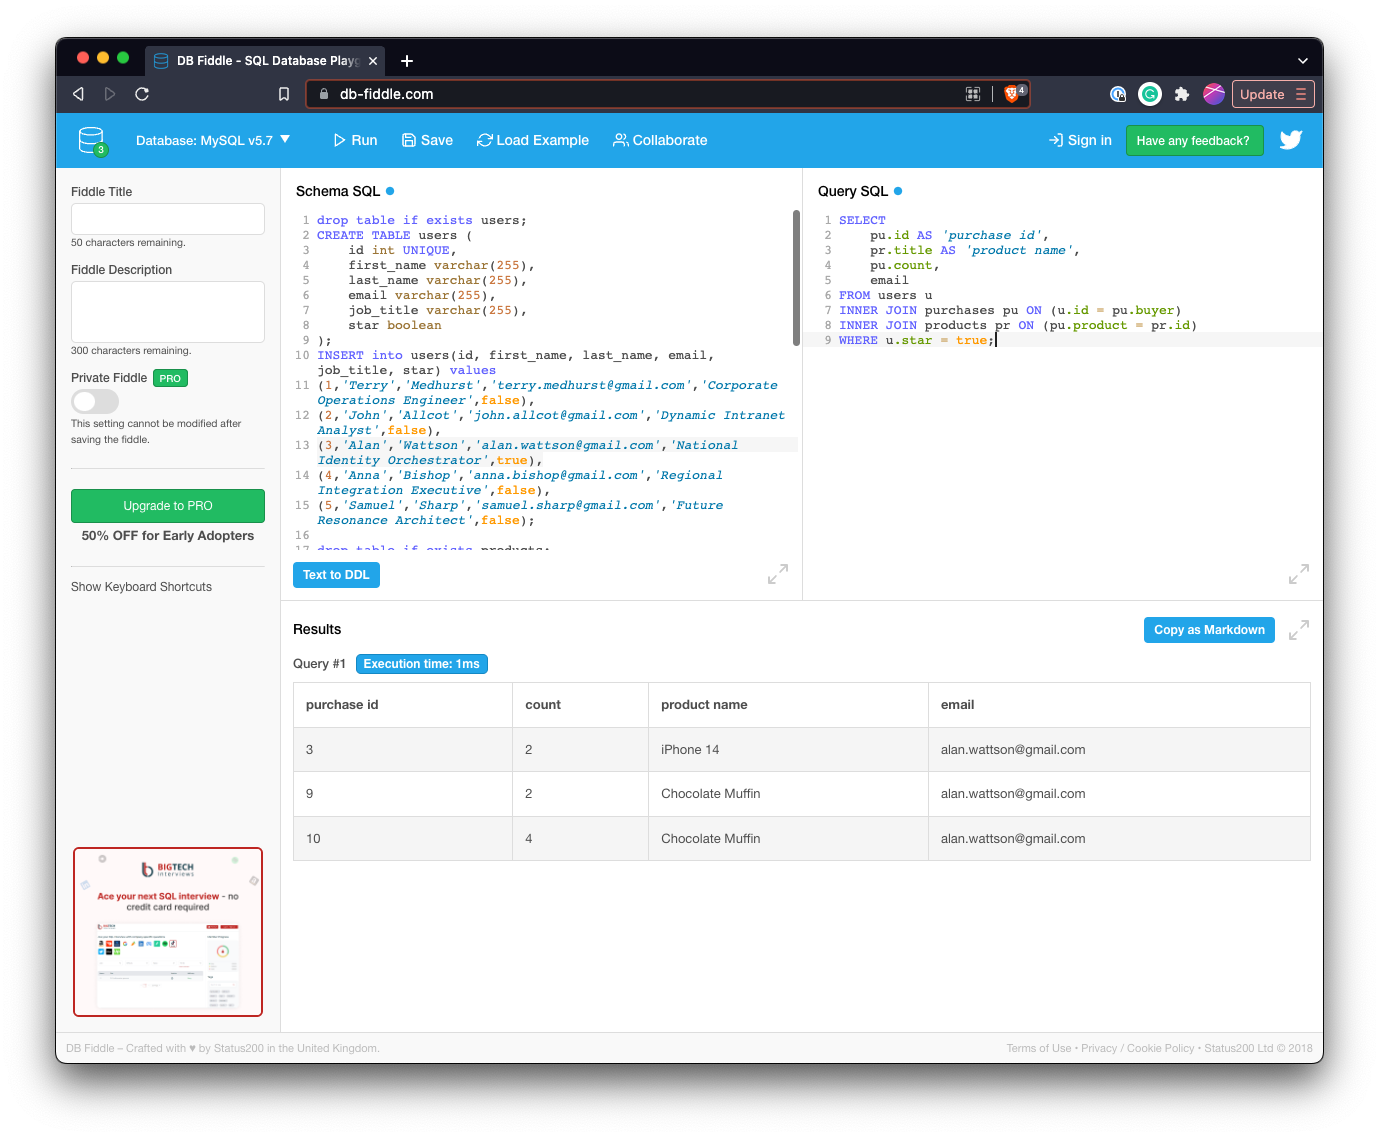 DB Fiddle - SQL Database Playg
db-fiddle.com
4
Update
3
Database: MySQL v5.7
Run
Save
Load Example
Collaborate
Sign in
Have any feedback?
Fiddle Title
50 characters remaining.
Fiddle Description
300 characters remaining.
Private Fiddle PRO
This setting cannot be modified after
saving the fiddle.
Upgrade to PRO
50% OFF for Early Adopters
Show Keyboard Shortcuts
BIGTECH
interviews
Ace your next SQL interview - no
credit card required
Schema SQL
1 drop table if exists users;
2 CREATE TABLE users (
3 id int UNIQUE,
4 first_name varchar(255),
5 last_name varchar(255),
6 email varchar(255),
7 job_title varchar(255),
8 star boolean
9 );
10 INSERT into users(id, first_name, last_name, email,
job_title, star) values
11 (1,'Terry','Medhurst','terry.medhurst@gmail.com','Corporate
Operations Engineer',false),
12 (2,'John','Allcot','john.allcot@gmail.com','Dynamic Intranet
Analyst',false),
13 (3,'Alan','Wattson','alan.wattson@gmail.com','National
Identity Orchestrator',true),
14 (4,'Anna','Bishop','anna.bishop@gmail.com','Regional
Integration Executive',false),
15 (5,'Samuel','Sharp','samuel.sharp@gmail.com','Future
Resonance Architect',false);
16
17 drop table if exists products;
Text to DDL
Query SQL
1 SELECT
2 pu.id AS 'purchase id',
3 pr.title AS 'product name',
4 pu.count,
5 email
6 FROM users u
7 INNER JOIN purchases pu ON (u.id = pu.buyer)
8 INNER JOIN products pr ON (pu.product = pr.id)
9 WHERE u.star = true;
Results
Copy as Markdown
Query #1 Execution time: 1ms
purchase id count product name email
3 2 iPhone 14 alan.wattson@gmail.com
9 2 Chocolate Muffin alan.wattson@gmail.com
10 4 Chocolate Muffin alan.wattson@gmail.com
DB Fiddle – Crafted with ♥ by Status200 in the United Kingdom.
Terms of Use • Privacy / Cookie Policy • Status200 Ltd © 2018